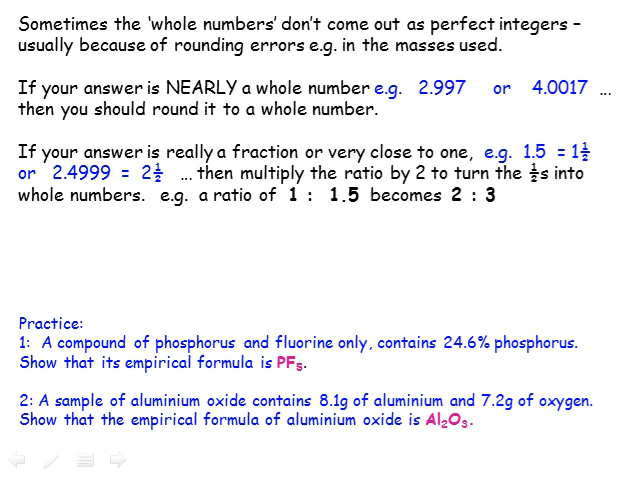 Sometimes the 'whole numbers' don't come out as perfect integers –
usually because of rounding errors e.g. in the masses used.
If your answer is NEARLY a whole number e.g. 2.997 or 4.0017 ...
then you should round it to a whole number.
If your answer is really a fraction or very close to one, e.g. 1.5 = 1½
or 2.4999 = 2½ ... then multiply the ratio by 2 to turn the ½s into
whole numbers. e.g. a ratio of 1 : 1.5 becomes 2 : 3
Practice:
1: A compound of phosphorus and fluorine only, contains 24.6% phosphorus.
Show that its empirical formula is PF₅.
2: A sample of aluminium oxide contains 8.1g of aluminium and 7.2g of oxygen.
Show that the empirical formula of aluminium oxide is Al₂O₃.